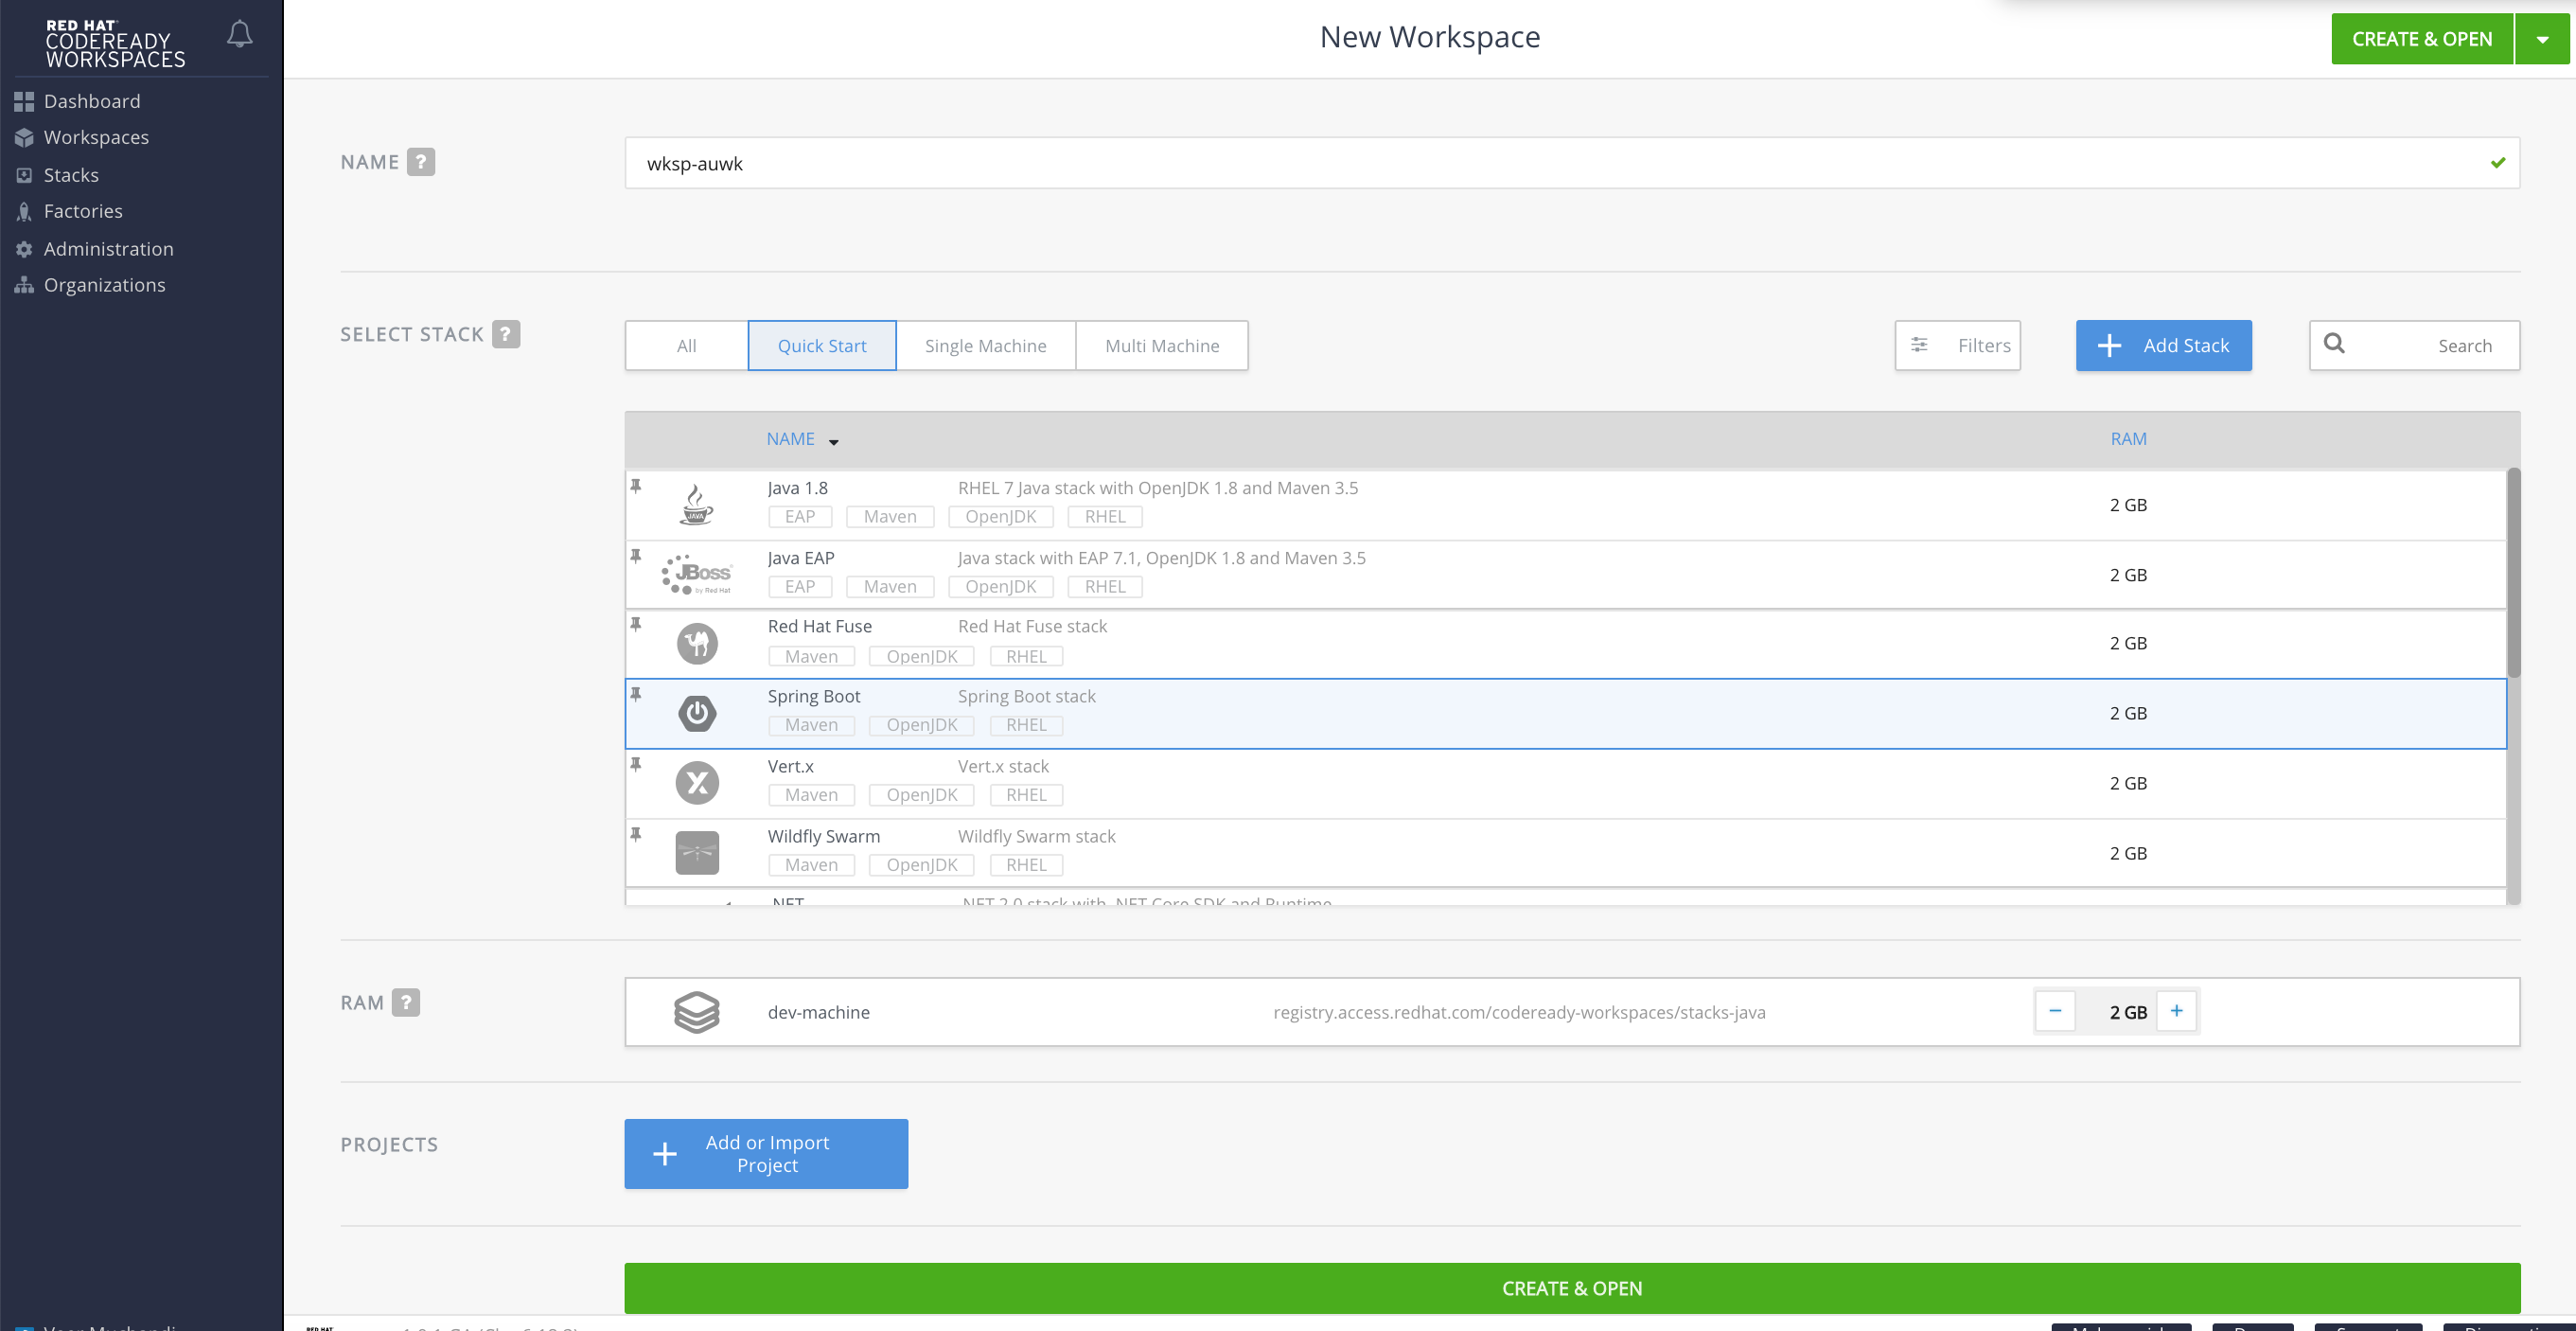 RED HAT
CODEREADY
WORKSPACES
Dashboard
Workspaces
Stacks
Factories
Administration
Organizations
New Workspace
CREATE & OPEN
NAME ?
wksp-auwk
SELECT STACK ?
All
Quick Start
Single Machine
Multi Machine
Filters
Add Stack
Search
NAME
RAM
Java 1.8
RHEL 7 Java stack with OpenJDK 1.8 and Maven 3.5
EAP Maven OpenJDK RHEL
2 GB
Java EAP
Java stack with EAP 7.1, OpenJDK 1.8 and Maven 3.5
EAP Maven OpenJDK RHEL
2 GB
JBoss
by Red Hat
Red Hat Fuse
Red Hat Fuse stack
Maven OpenJDK RHEL
2 GB
Spring Boot
Spring Boot stack
Maven OpenJDK RHEL
2 GB
Vert.x
Vert.x stack
Maven OpenJDK RHEL
2 GB
Wildfly Swarm
Wildfly Swarm stack
Maven OpenJDK RHEL
2 GB
.NET
.NET 2.0 stack with .NET Core SDK and Runtime
RAM ?
dev-machine
registry.access.redhat.com/codeready-workspaces/stacks-java
2 GB
PROJECTS
Add or Import
Project
CREATE & OPEN
RED HAT